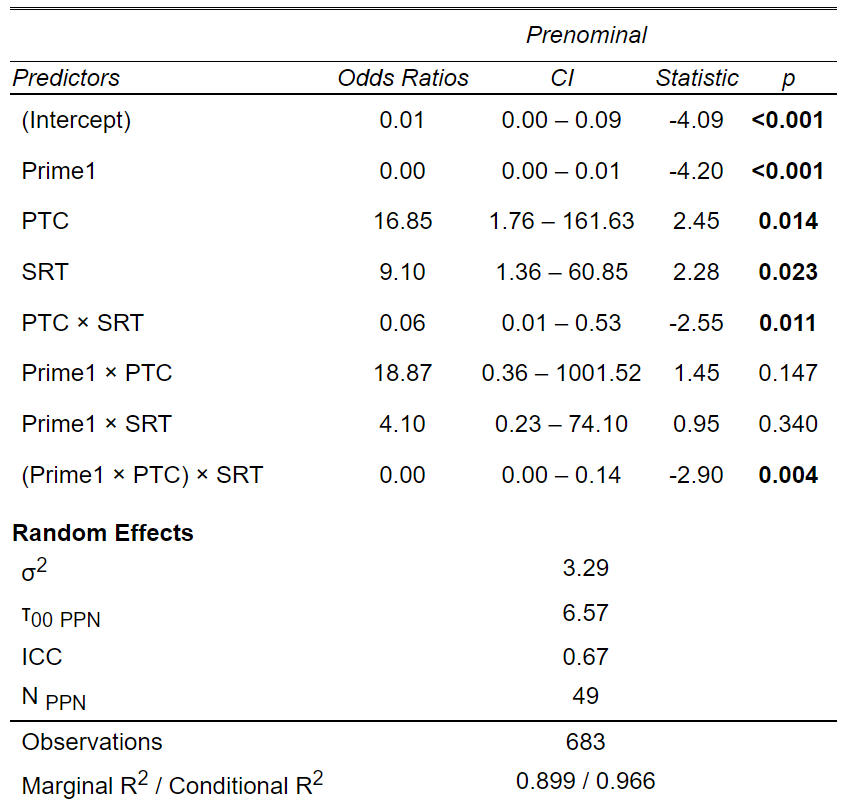 Prenominal
Predictors Odds Ratios CI Statistic p
(Intercept) 0.01 0.00 – 0.09 -4.09 <0.001
Prime1 0.00 0.00 – 0.01 -4.20 <0.001
PTC 16.85 1.76 – 161.63 2.45 0.014
SRT 9.10 1.36 – 60.85 2.28 0.023
PTC × SRT 0.06 0.01 – 0.53 -2.55 0.011
Prime1 × PTC 18.87 0.36 – 1001.52 1.45 0.147
Prime1 × SRT 4.10 0.23 – 74.10 0.95 0.340
(Prime1 × PTC) × SRT 0.00 0.00 – 0.14 -2.90 0.004
Random Effects
σ² 3.29
τ₀₀ PPN 6.57
ICC 0.67
N PPN 49
Observations 683
Marginal R² / Conditional R² 0.899 / 0.966